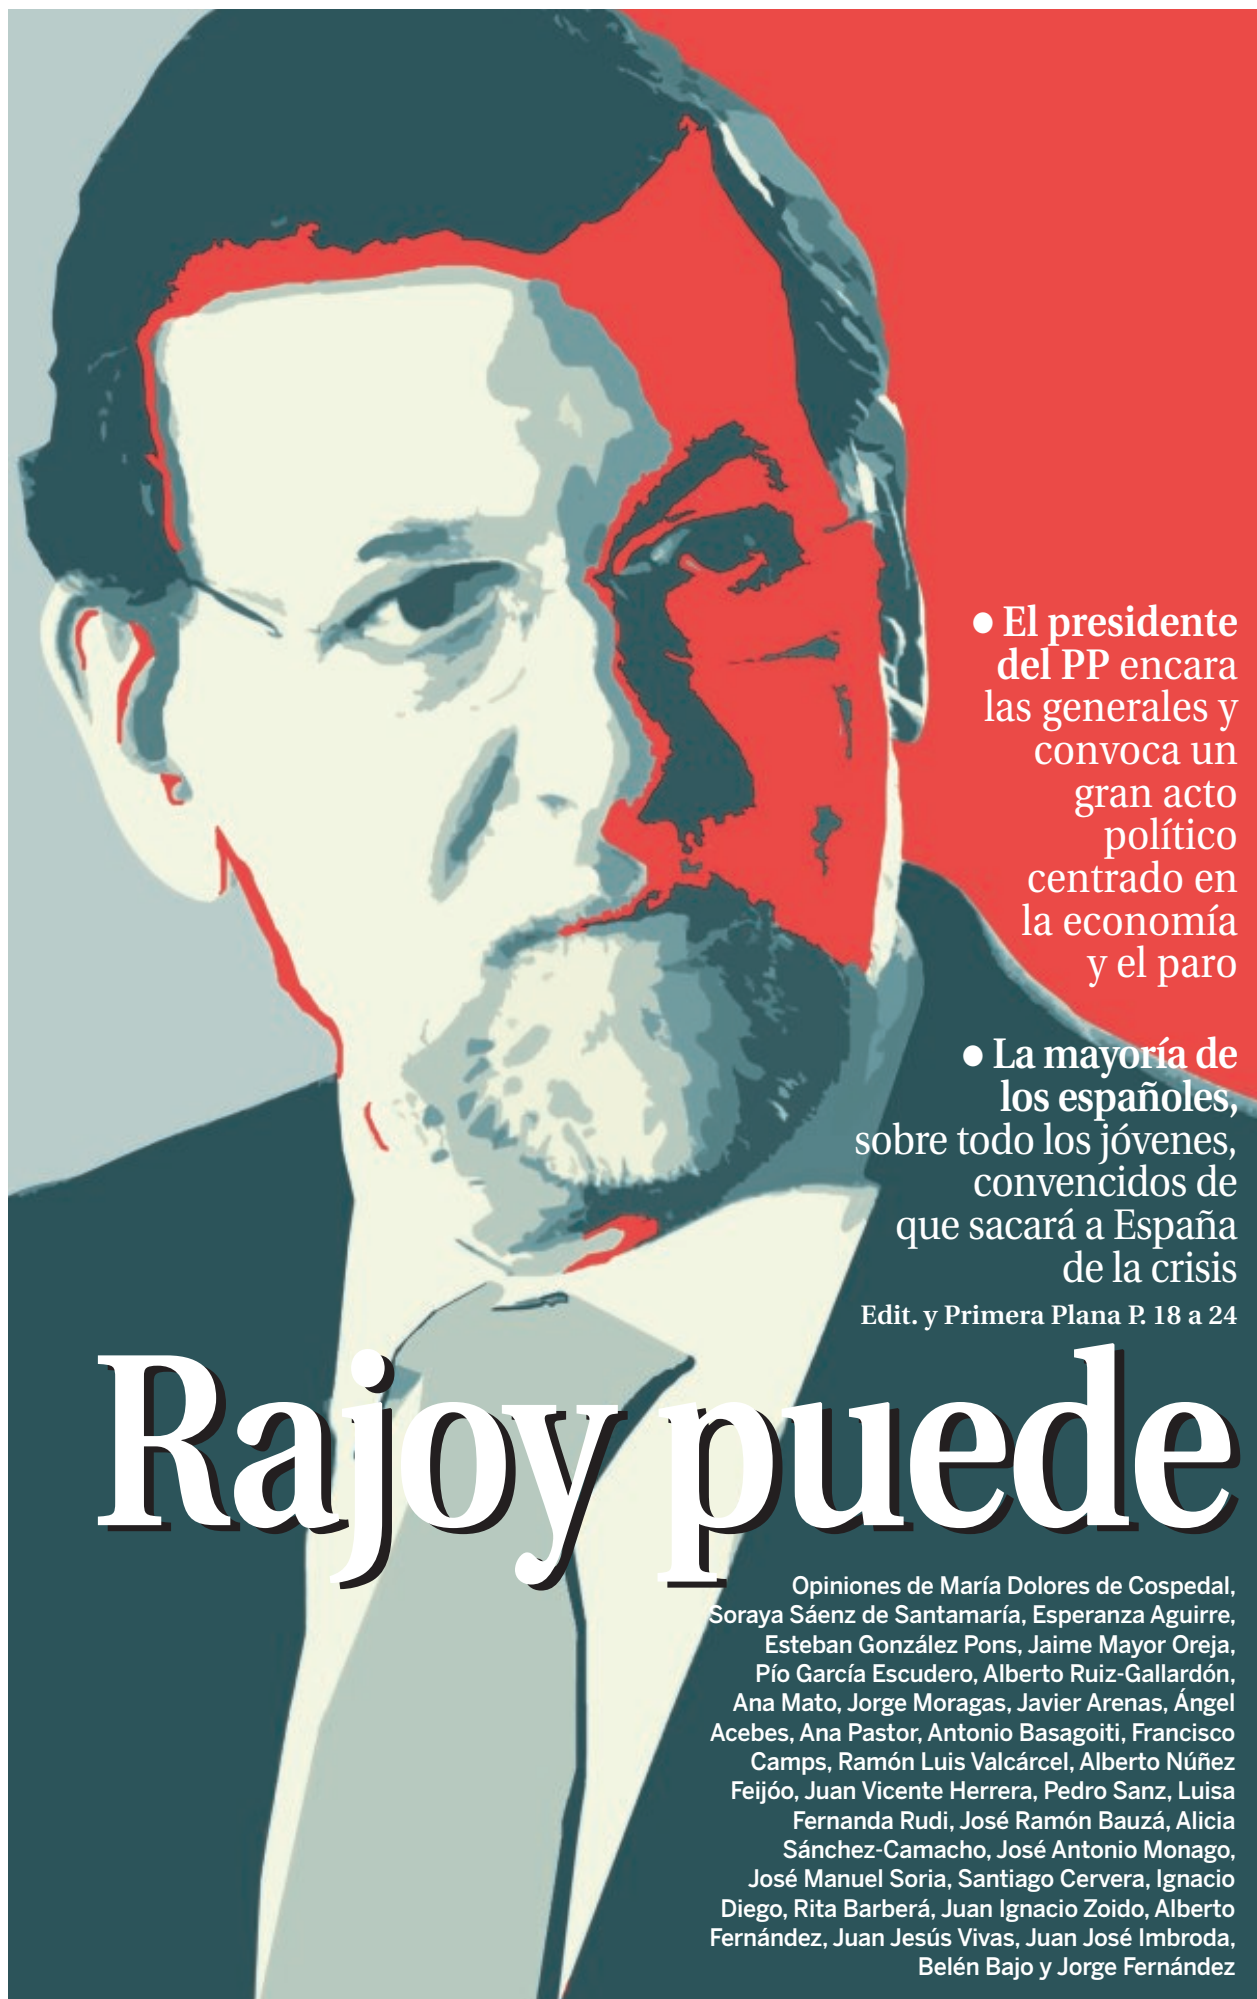 ● El presidente
del PP encara
las generales y
convoca un
gran acto
político
centrado en
la economía
y el paro
● La mayoría de
los españoles,
sobre todo los jóvenes,
convencidos de
que sacará a España
de la crisis
Edit. y Primera Plana P. 18 a 24
Rajoy puede
Opiniones de María Dolores de Cospedal,
Soraya Sáenz de Santamaría, Esperanza Aguirre,
Esteban González Pons, Jaime Mayor Oreja,
Pío García Escudero, Alberto Ruiz-Gallardón,
Ana Mato, Jorge Moragas, Javier Arenas, Ángel
Acebes, Ana Pastor, Antonio Basagoiti, Francisco
Camps, Ramón Luis Valcárcel, Alberto Núñez
Feijóo, Juan Vicente Herrera, Pedro Sanz, Luisa
Fernanda Rudi, José Ramón Bauzá, Alicia
Sánchez-Camacho, José Antonio Monago,
José Manuel Soria, Santiago Cervera, Ignacio
Diego, Rita Barberá, Juan Ignacio Zoido, Alberto
Fernández, Juan Jesús Vivas, Juan José Imbroda,
Belén Bajo y Jorge Fernández